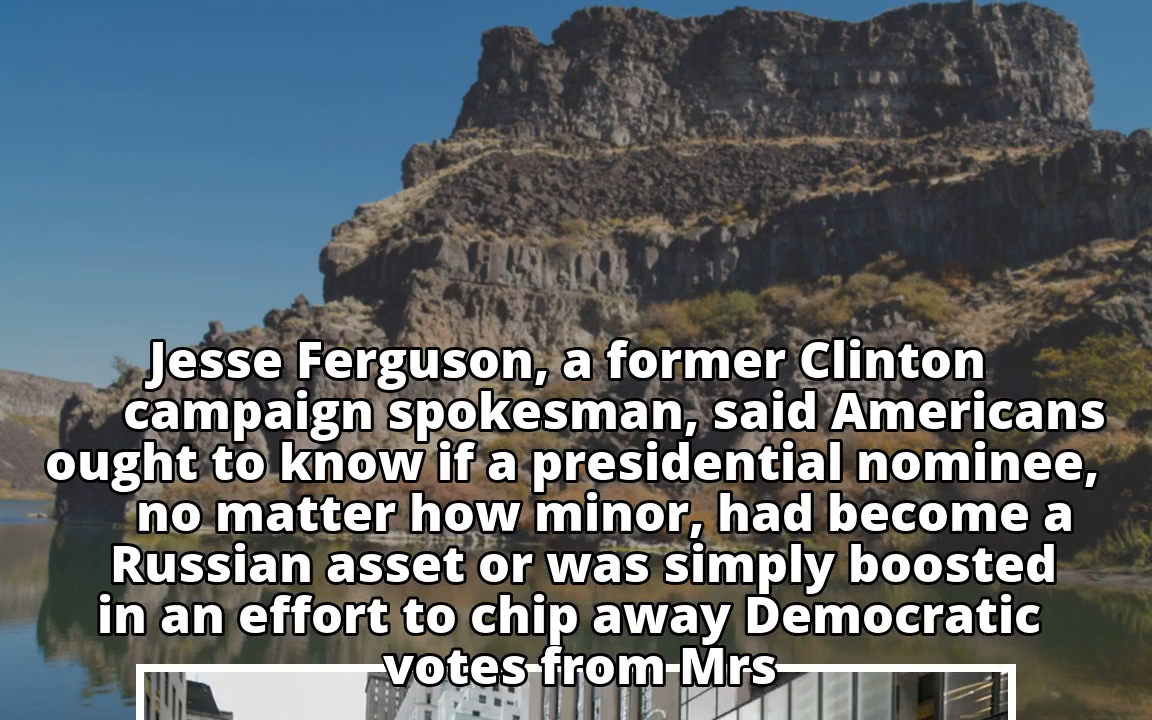 Jesse Ferguson, a former Clinton
campaign spokesman, said Americans
ought to know if a presidential nominee,
no matter how minor, had become a
Russian asset or was simply boosted
in an effort to chip away Democratic
votes from Mrs